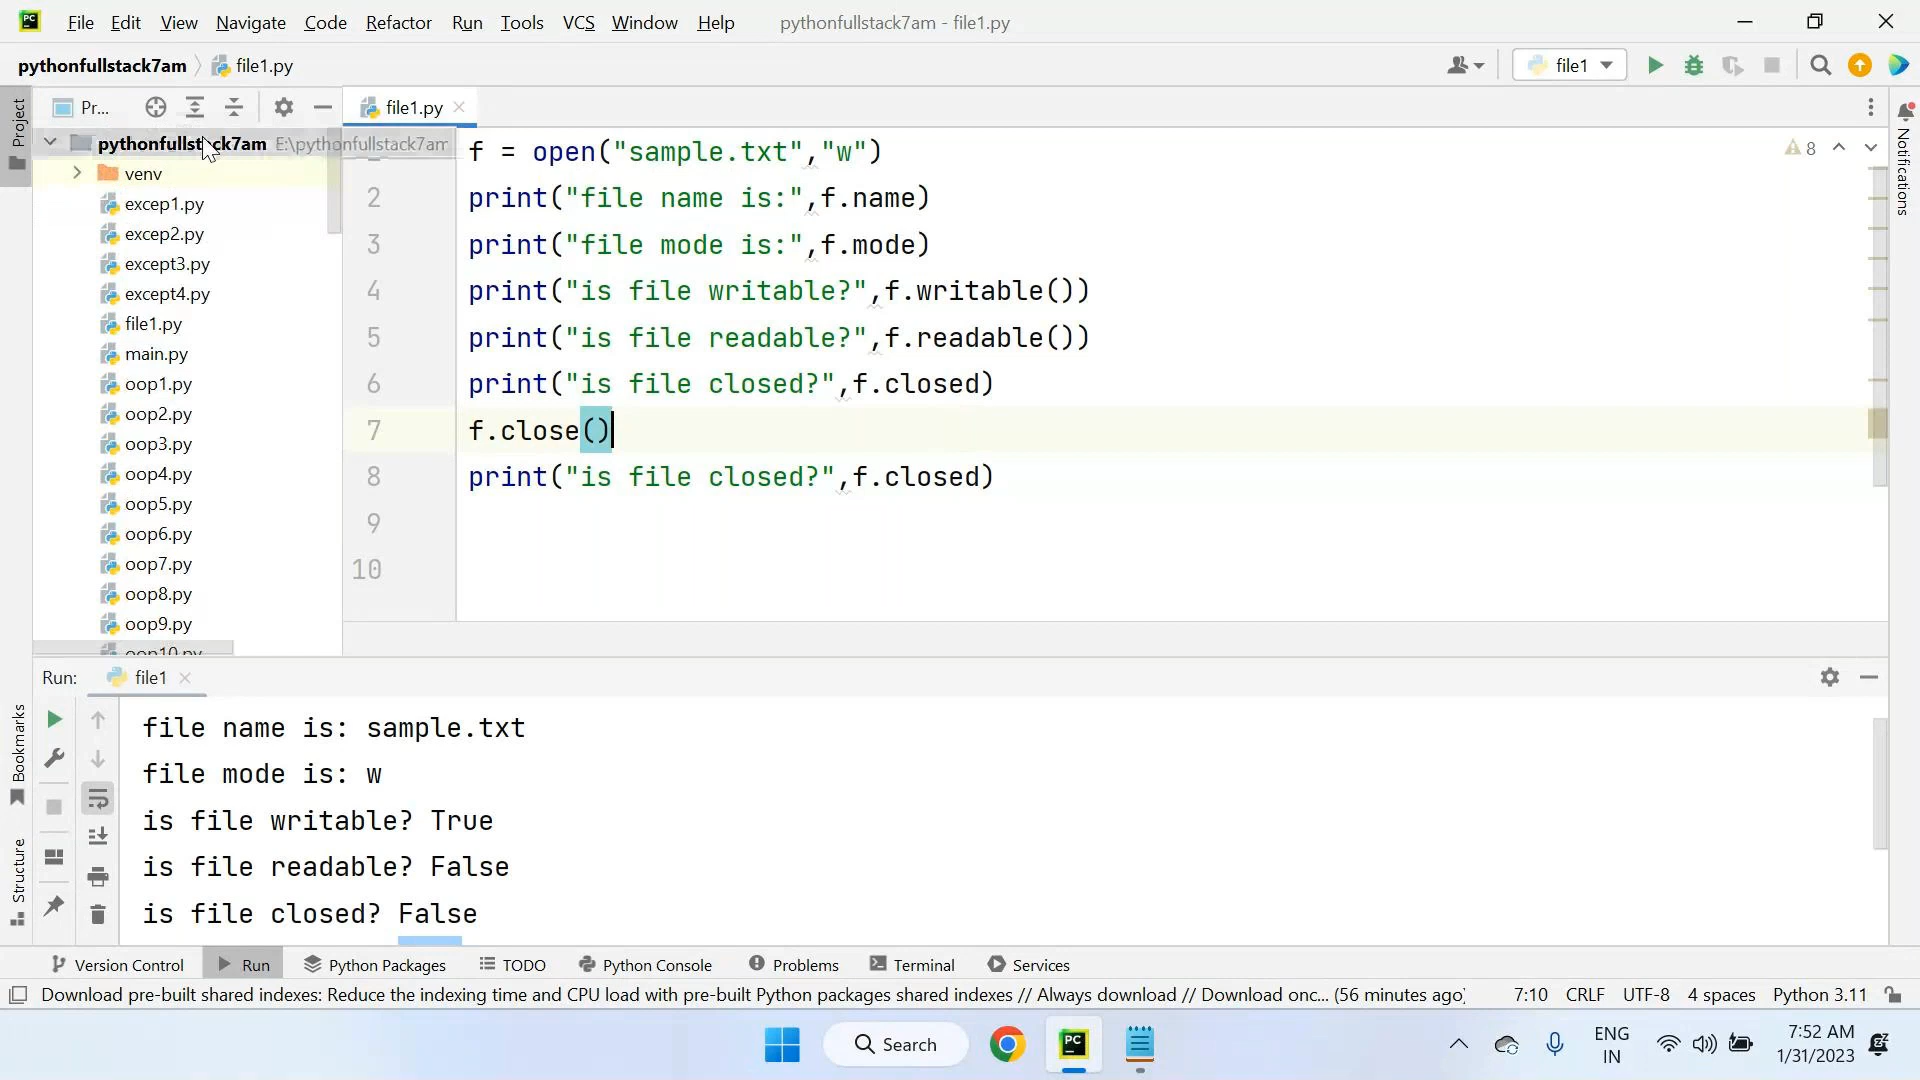 File Edit View Navigate Code Refactor Run Tools VCS Window Help pythonfullstack7am - file1.py
pythonfullstack7am file1.py
file1
Project
Pr...
file1.py
pythonfullstack7am E:\pythonfullstack7am
venv
excep1.py
excep2.py
except3.py
except4.py
file1.py
main.py
oop1.py
oop2.py
oop3.py
oop4.py
oop5.py
oop6.py
oop7.py
oop8.py
oop9.py
oop10.py
f = open("sample.txt","w")
2 print("file name is:",f.name)
3 print("file mode is:",f.mode)
4 print("is file writable?",f.writable())
5 print("is file readable?",f.readable())
6 print("is file closed?",f.closed)
7 f.close()
8 print("is file closed?",f.closed)
9
10
8
Notifications
Run: file1
file name is: sample.txt
file mode is: w
is file writable? True
is file readable? False
is file closed? False
Bookmarks
Structure
Version Control Run Python Packages TODO Python Console Problems Terminal Services
Download pre-built shared indexes: Reduce the indexing time and CPU load with pre-built Python packages shared indexes // Always download // Download onc... (56 minutes ago) 7:10 CRLF UTF-8 4 spaces Python 3.11
PC
Search
PC
ENG
IN
7:52 AM
1/31/2023